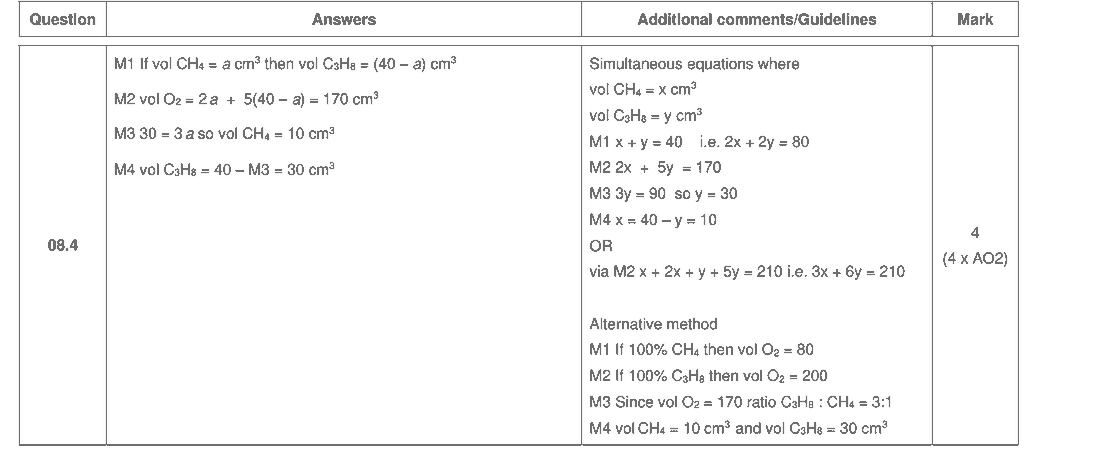 Question Answers Additional comments/Guidelines Mark
M1 If vol CH₄ = a cm³ then vol C₃H₈ = (40 – a) cm³
M2 vol O₂ = 2a + 5(40 – a) = 170 cm³
M3 30 = 3a so vol CH₄ = 10 cm³
M4 vol C₃H₈ = 40 – M3 = 30 cm³
Simultaneous equations where
vol CH₄ = x cm³
vol C₃H₈ = y cm³
M1 x + y = 40 i.e. 2x + 2y = 80
M2 2x + 5y = 170
M3 3y = 90 so y = 30
M4 x = 40 – y = 10
OR
via M2 x + 2x + y + 5y = 210 i.e. 3x + 6y = 210
Alternative method
M1 If 100% CH₄ then vol O₂ = 80
M2 If 100% C₃H₈ then vol O₂ = 200
M3 Since vol O₂ = 170 ratio C₃H₈ : CH₄ = 3:1
M4 vol CH₄ = 10 cm³ and vol C₃H₈ = 30 cm³
08.4
4
(4 x AO2)